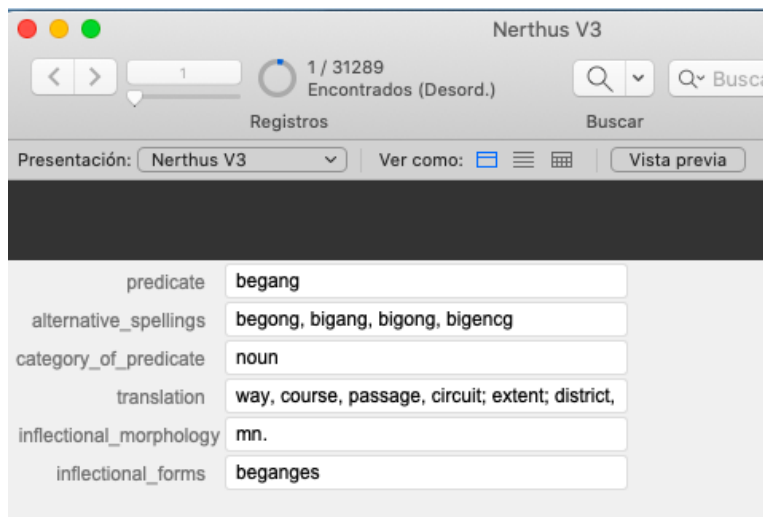 Nerthus V3
1
1 / 31289
Encontrados (Desord.)
Busca
Registros
Buscar
Presentación: Nerthus V3 Ver como: Vista previa
predicate begang
alternative_spellings begong, bigang, bigong, bigencg
category_of_predicate noun
translation way, course, passage, circuit; extent; district,
inflectional_morphology mn.
inflectional_forms beganges